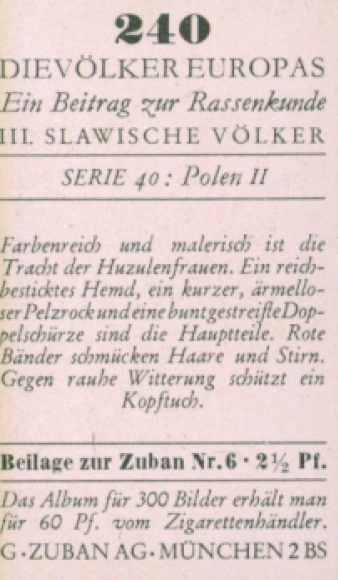 240
DIE VÖLKER EUROPAS
Ein Beitrag zur Rassenkunde
III. SLAWISCHE VÖLKER
SERIE 40: Polen II
Farbenreich und malerisch ist die
Tracht der Huzulenfrauen. Ein reich-
besticktes Hemd, ein kurzer, ärmello-
ser Pelzrock und eine buntgestreifte Dop-
pelschürze sind die Hauptteile. Rote
Bänder schmücken Haare und Stirn.
Gegen rauhe Witterung schützt ein
Kopftuch.
Beilage zur Zuban Nr. 6 · 2½ Pf.
Das Album für 300 Bilder erhält man
für 60 Pf. vom Zigarettenhändler.
G · ZUBAN AG · MÜNCHEN 2 BS